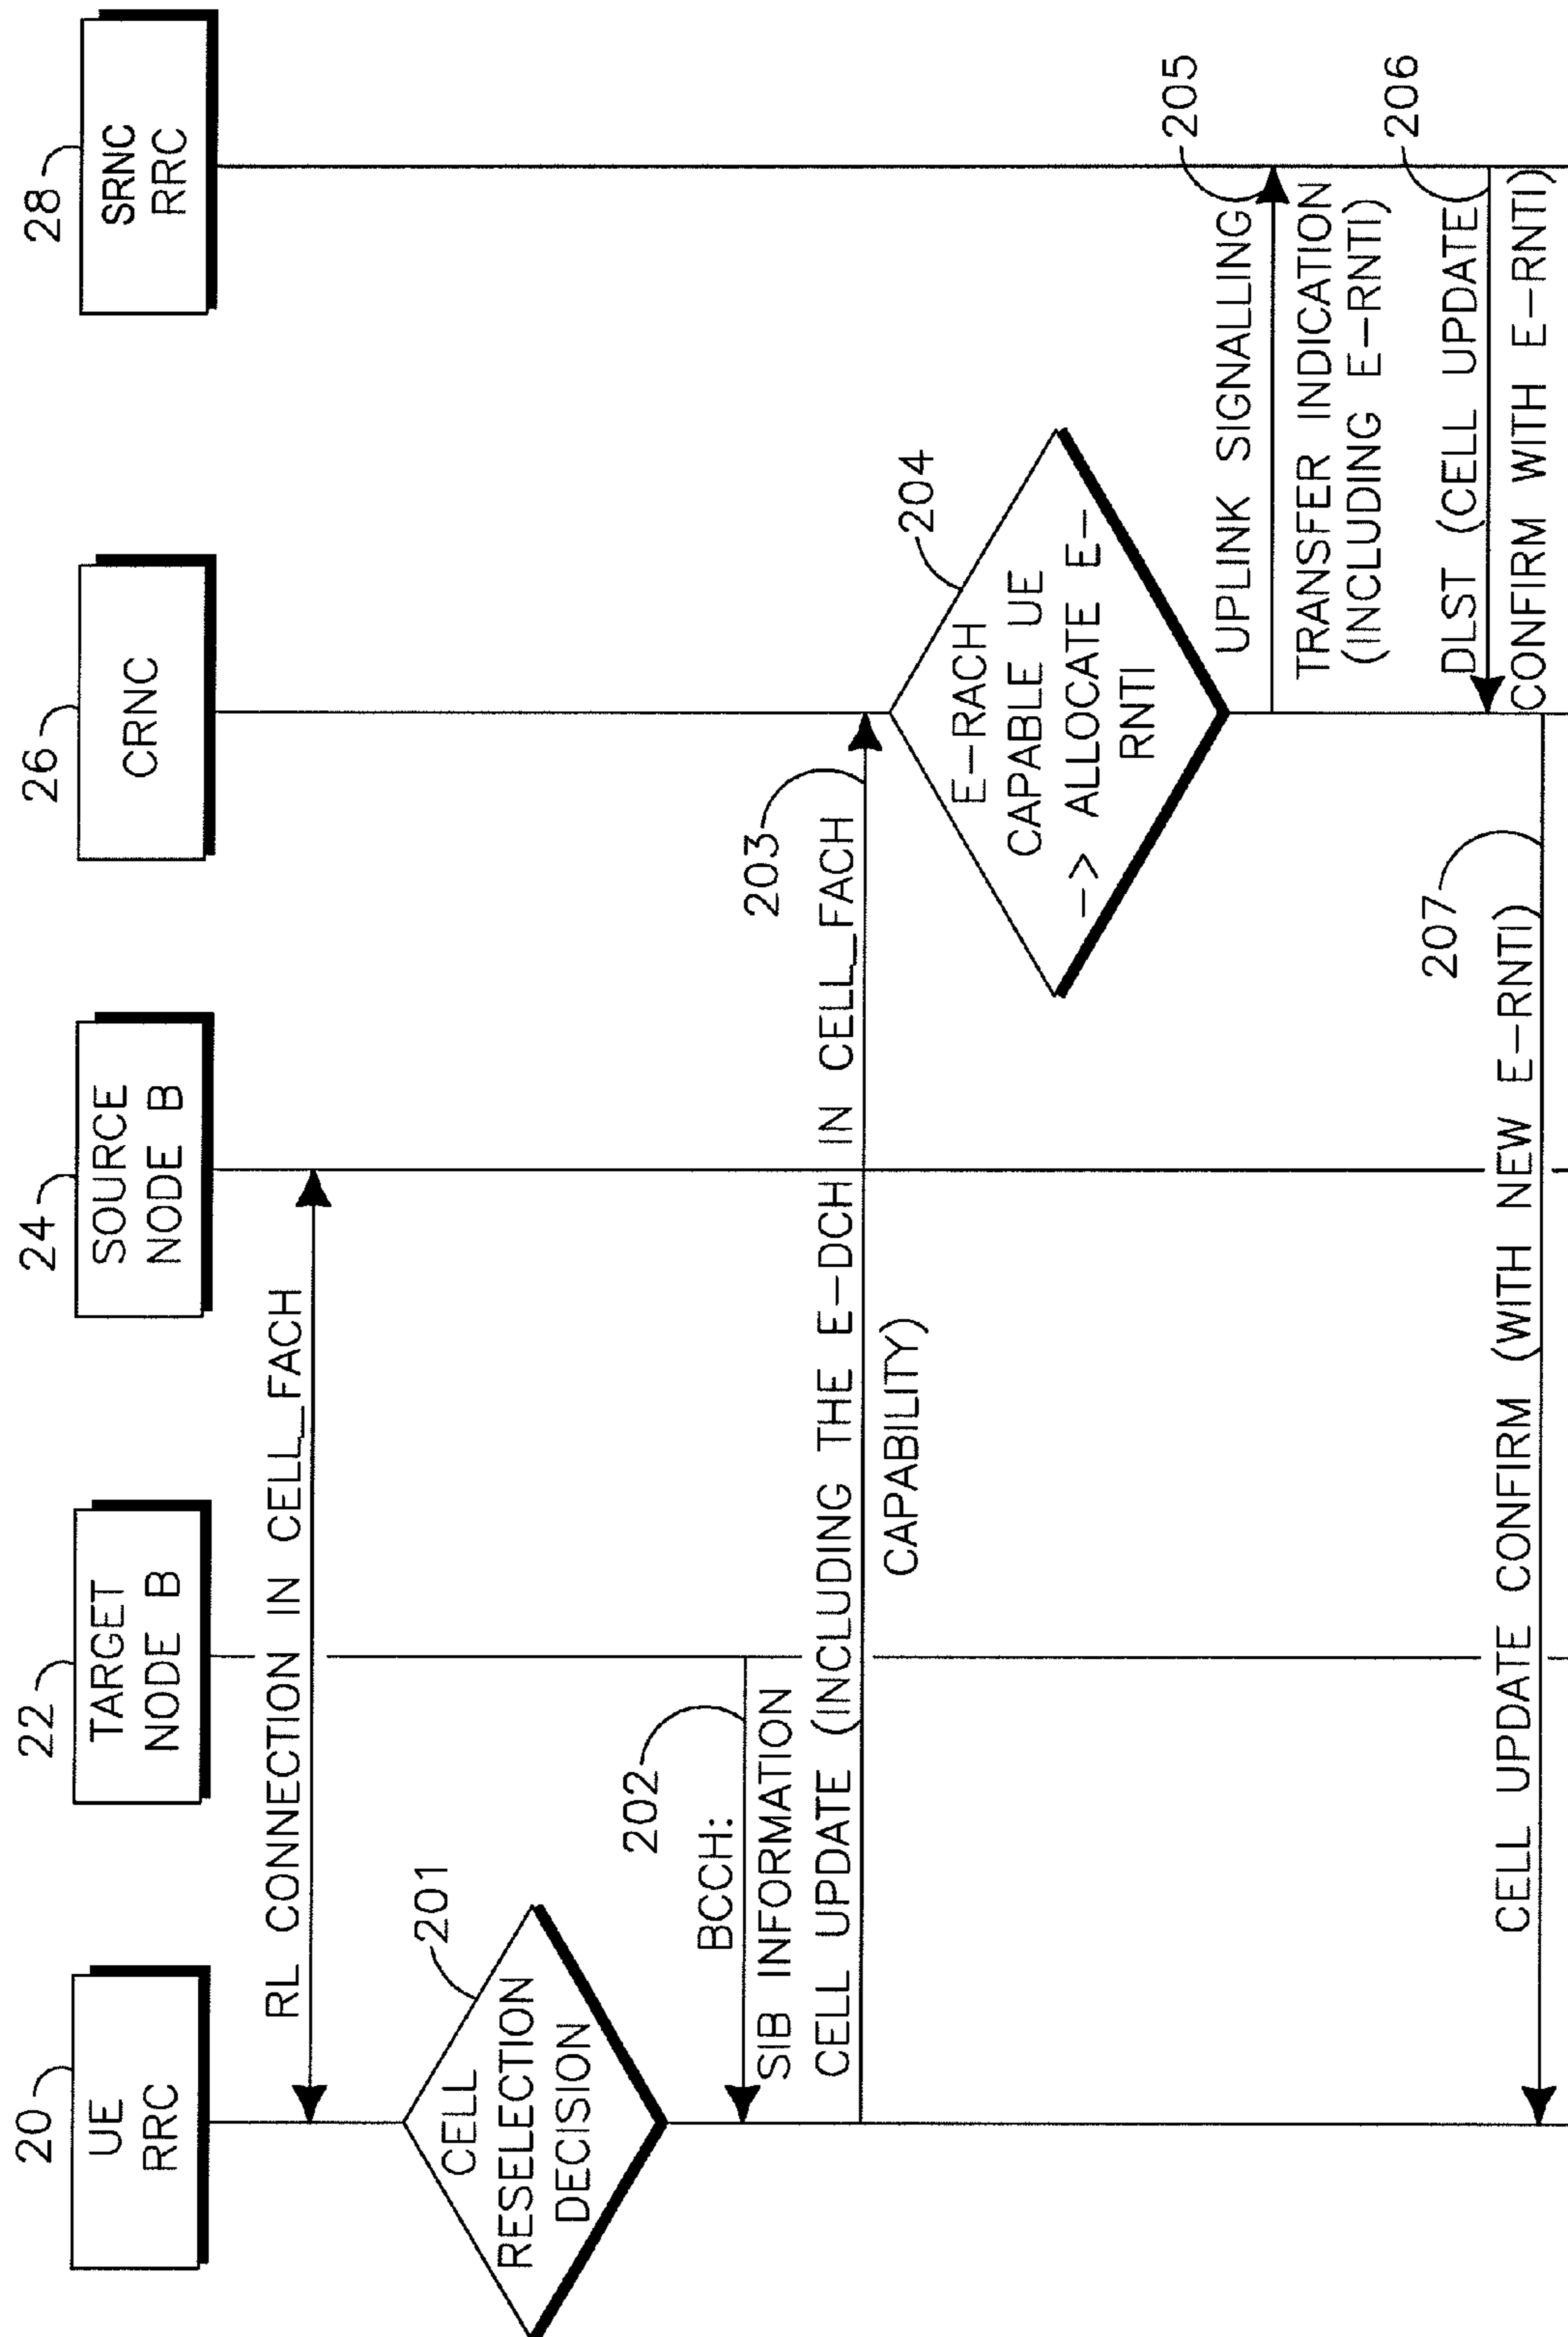 20
UE
RRC
22
TARGET
NODE B
24
SOURCE
NODE B
26
CRNC
28
SRNC
RRC
RL CONNECTION IN CELL_FACH
201
CELL
RESELECTION
DECISION
202
BCCH:
SIB INFORMATION
203
CELL UPDATE (INCLUDING THE E-DCH IN CELL_FACH
CAPABILITY)
204
E-RACH
CAPABLE UE
-> ALLOCATE E-
RNTI
205
UPLINK SIGNALLING
TRANSFER INDICATION
(INCLUDING E-RNTI)
206
DLST (CELL UPDATE
CONFIRM WITH E-RNTI)
207
CELL UPDATE CONFIRM (WITH NEW E-RNTI)